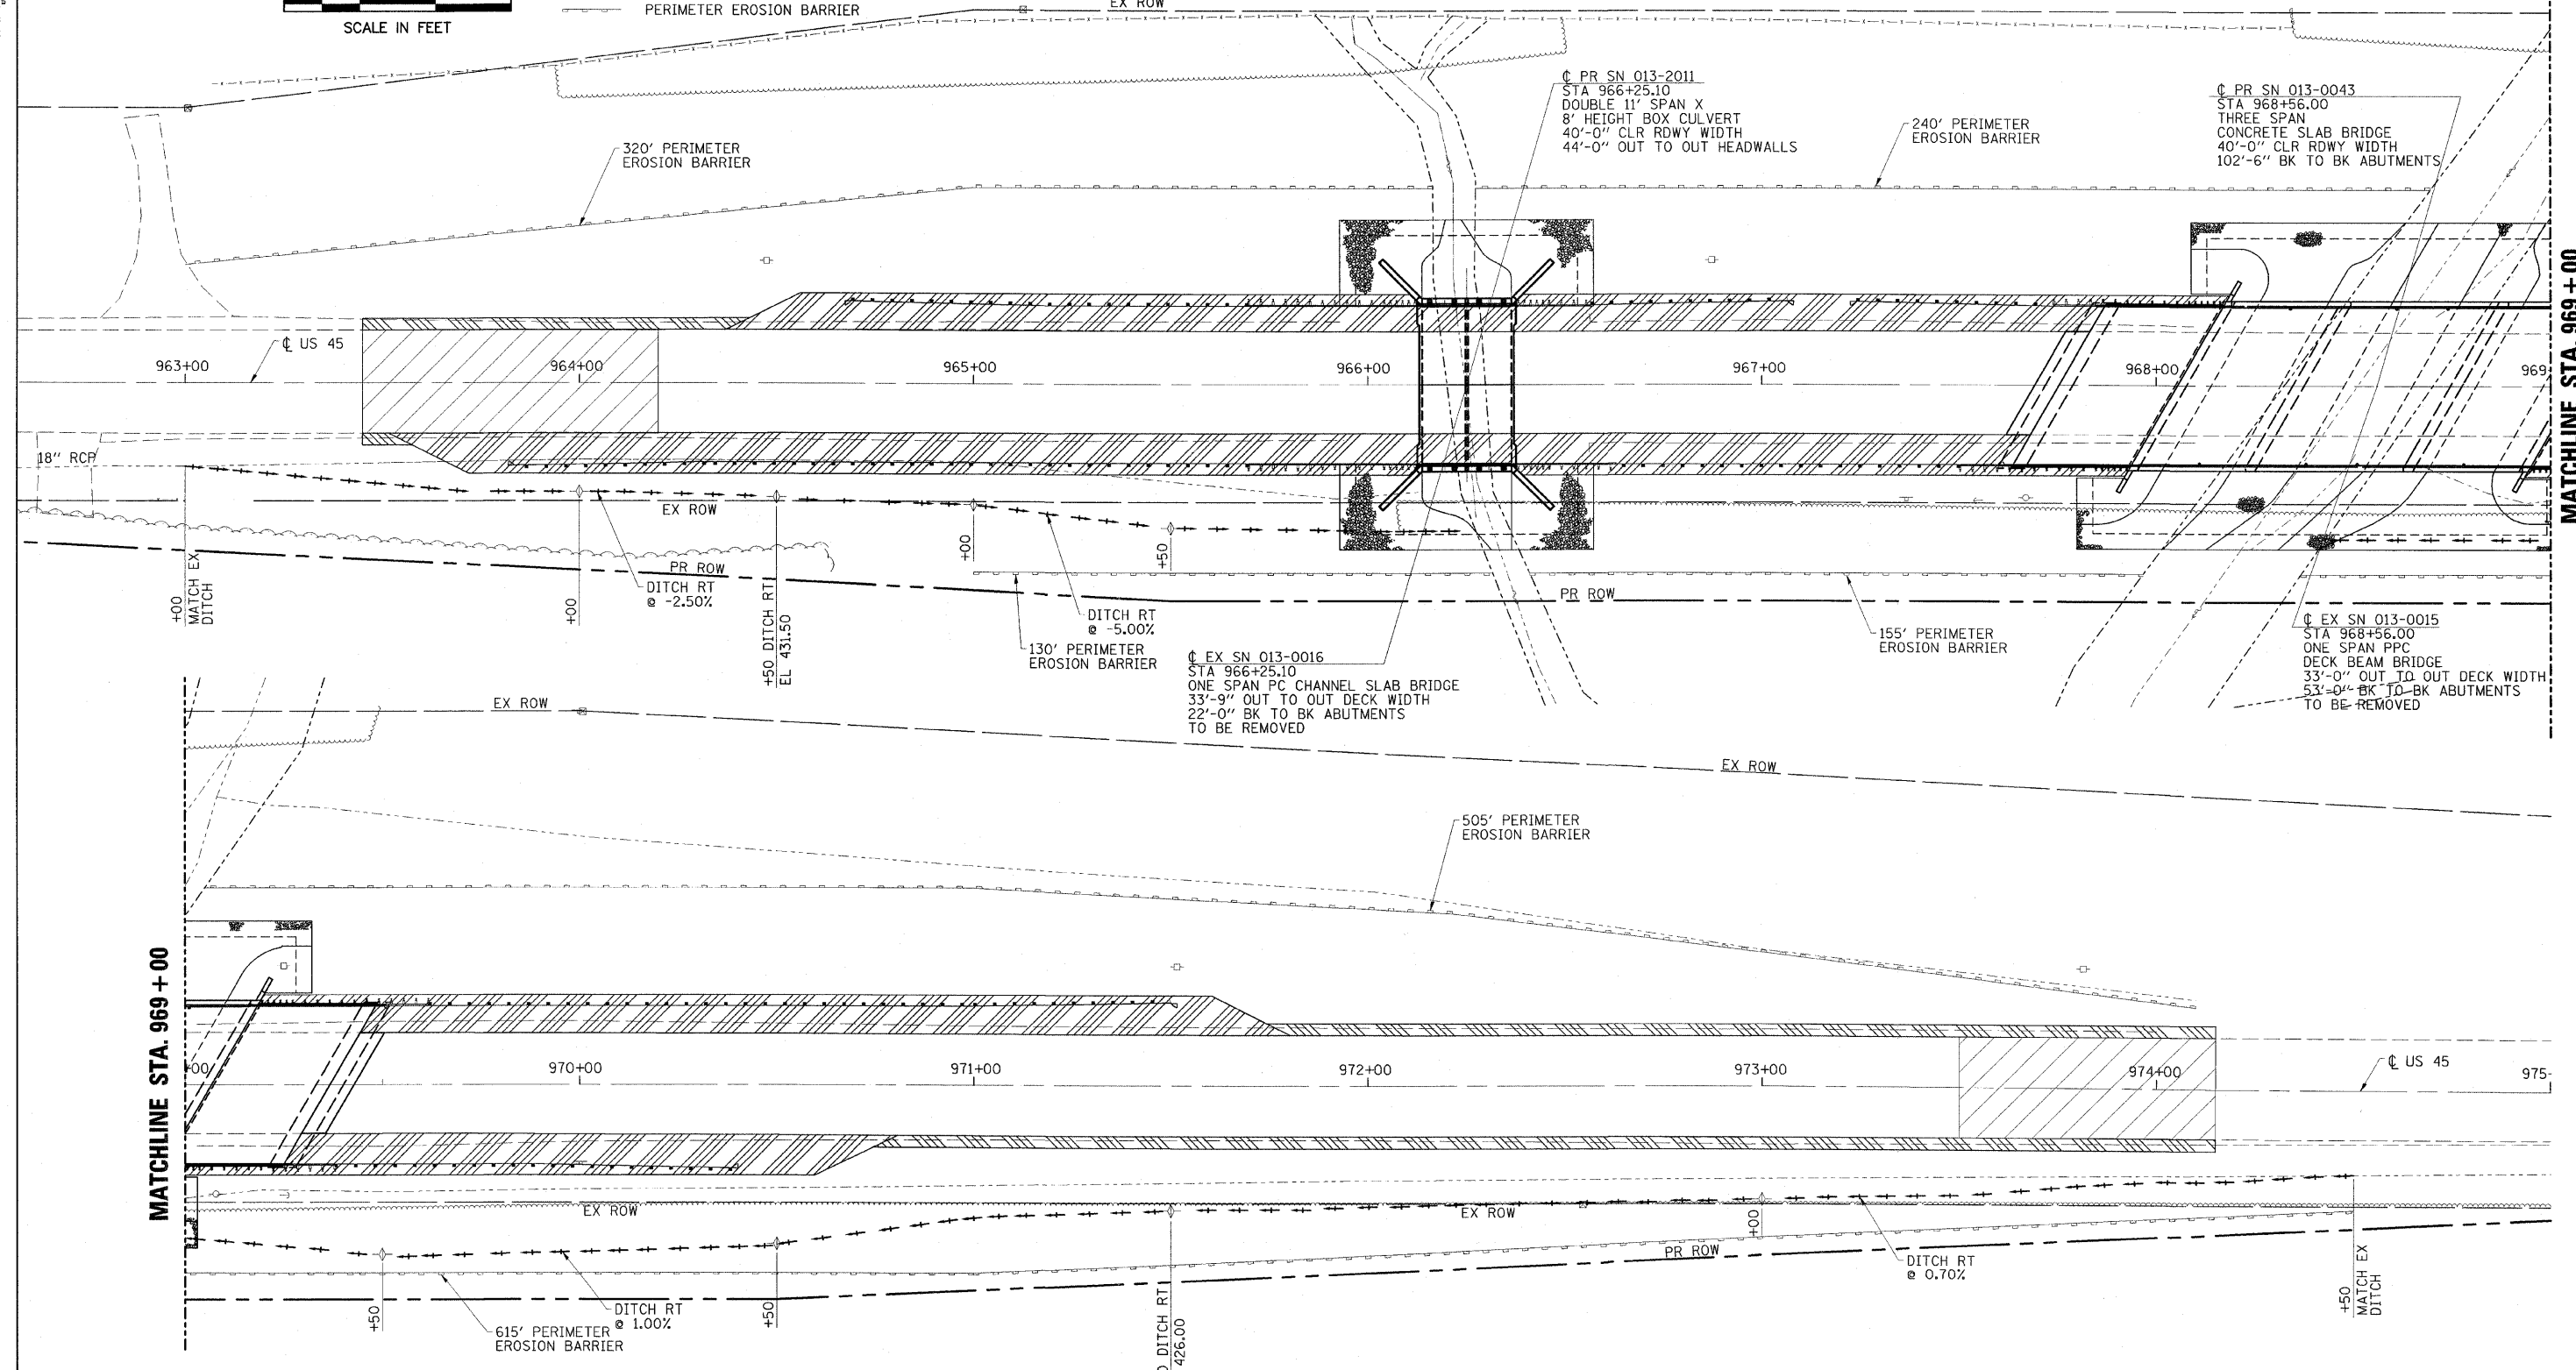 SCALE IN FEET
PERIMETER EROSION BARRIER
EX ROW
℄ PR SN 013-2011
STA 966+25.10
DOUBLE 11' SPAN X
8' HEIGHT BOX CULVERT
40'-0" CLR RDWY WIDTH
44'-0" OUT TO OUT HEADWALLS
℄ PR SN 013-0043
STA 968+56.00
THREE SPAN
CONCRETE SLAB BRIDGE
40'-0" CLR RDWY WIDTH
102'-6" BK TO BK ABUTMENTS
320' PERIMETER
EROSION BARRIER
240' PERIMETER
EROSION BARRIER
℄ US 45
963+00
964+00
965+00
966+00
967+00
968+00
969
MATCHLINE STA. 969+00
18" RCP
EX ROW
PR ROW
+00
MATCH EX
DITCH
DITCH RT
@ -2.50%
+00
+50 DITCH RT
EL 431.50
+00
+50
DITCH RT
@ -5.00%
130' PERIMETER
EROSION BARRIER
PR ROW
155' PERIMETER
EROSION BARRIER
℄ EX SN 013-0016
STA 966+25.10
ONE SPAN PC CHANNEL SLAB BRIDGE
33'-9" OUT TO OUT DECK WIDTH
22'-0" BK TO BK ABUTMENTS
TO BE REMOVED
℄ EX SN 013-0015
STA 968+56.00
ONE SPAN PPC
DECK BEAM BRIDGE
33'-0" OUT TO OUT DECK WIDTH
53'-0" BK TO BK ABUTMENTS
TO BE REMOVED
EX ROW
EX ROW
505' PERIMETER
EROSION BARRIER
MATCHLINE STA. 969+00
+00
970+00
971+00
972+00
973+00
974+00
℄ US 45
975-
EX ROW
EX ROW
PR ROW
+00
DITCH RT
@ 0.70%
+50
MATCH EX
DITCH
+50
DITCH RT
@ 1.00%
+50
615' PERIMETER
EROSION BARRIER
DITCH RT
426.00